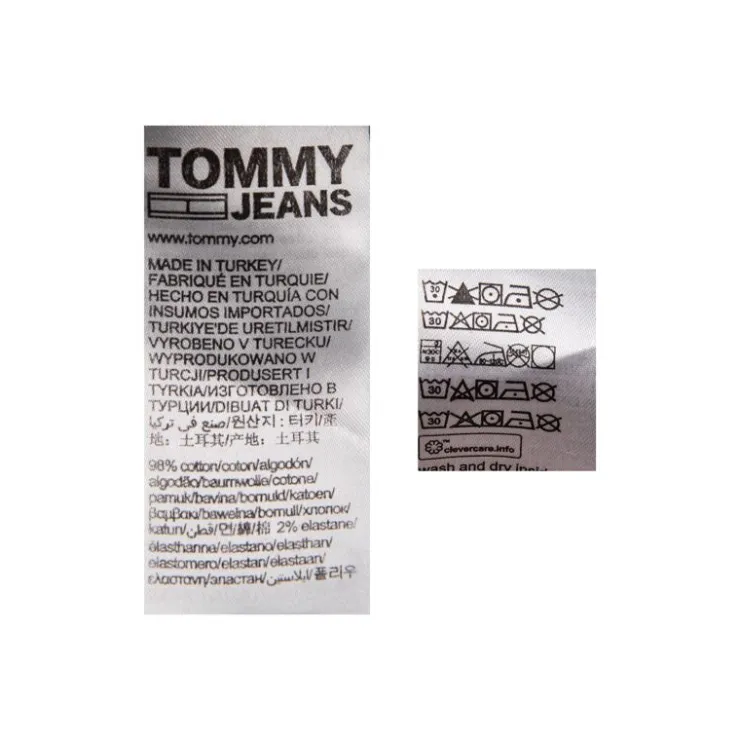 TOMMY
JEANS
www.tommy.com
MADE IN TURKEY/
FABRIQUÉ EN TURQUIE/
HECHO EN TURQUÍA CON
INSUMOS IMPORTADOS/
TURKIYE'DE URETILMISTIR/
VYROBENO V TURECKU/
WYPRODUKOWANO W
TURCJI/PRODUSERT I
TYRKIA/ИЗГОТОВЛЕНО В
ТУРЦИИ/DIBUAT DI TURKI/
صنع في تركيا/원산지 : 터키/産
地：土耳其/产地：土耳其
98% cotton/coton/algodón/
algodão/baumwolle/cotone/
pamuk/bavlna/bomuld/katoen/
βαμβακι/bawełna/bomull/хлопок/
katun/قطن/면/綿/棉 2% elastane/
élasthanne/elastano/elasthan/
elastomero/elastan/elastaan/
ελαστανη/эластан/ايلاستين/폴리우
30
30
30
30
clevercare.info
wash and dry